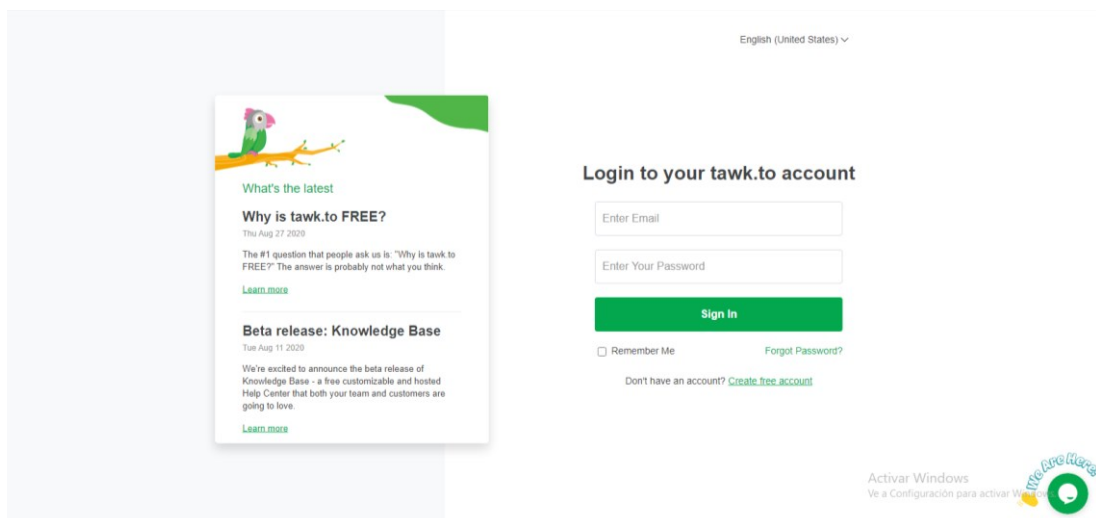 English (United States)
What's the latest
Why is tawk.to FREE?
Thu Aug 27 2020
The #1 question that people ask us is: "Why is tawk.to
FREE?" The answer is probably not what you think.
Learn more
Beta release: Knowledge Base
Tue Aug 11 2020
We're excited to announce the beta release of
Knowledge Base - a free customizable and hosted
Help Center that both your team and customers are
going to love.
Learn more
Login to your tawk.to account
Enter Email
Enter Your Password
Sign In
Remember Me
Forgot Password?
Don't have an account? Create free account
Activar Windows
Ve a Configuración para activar Windows.
We Are Here!